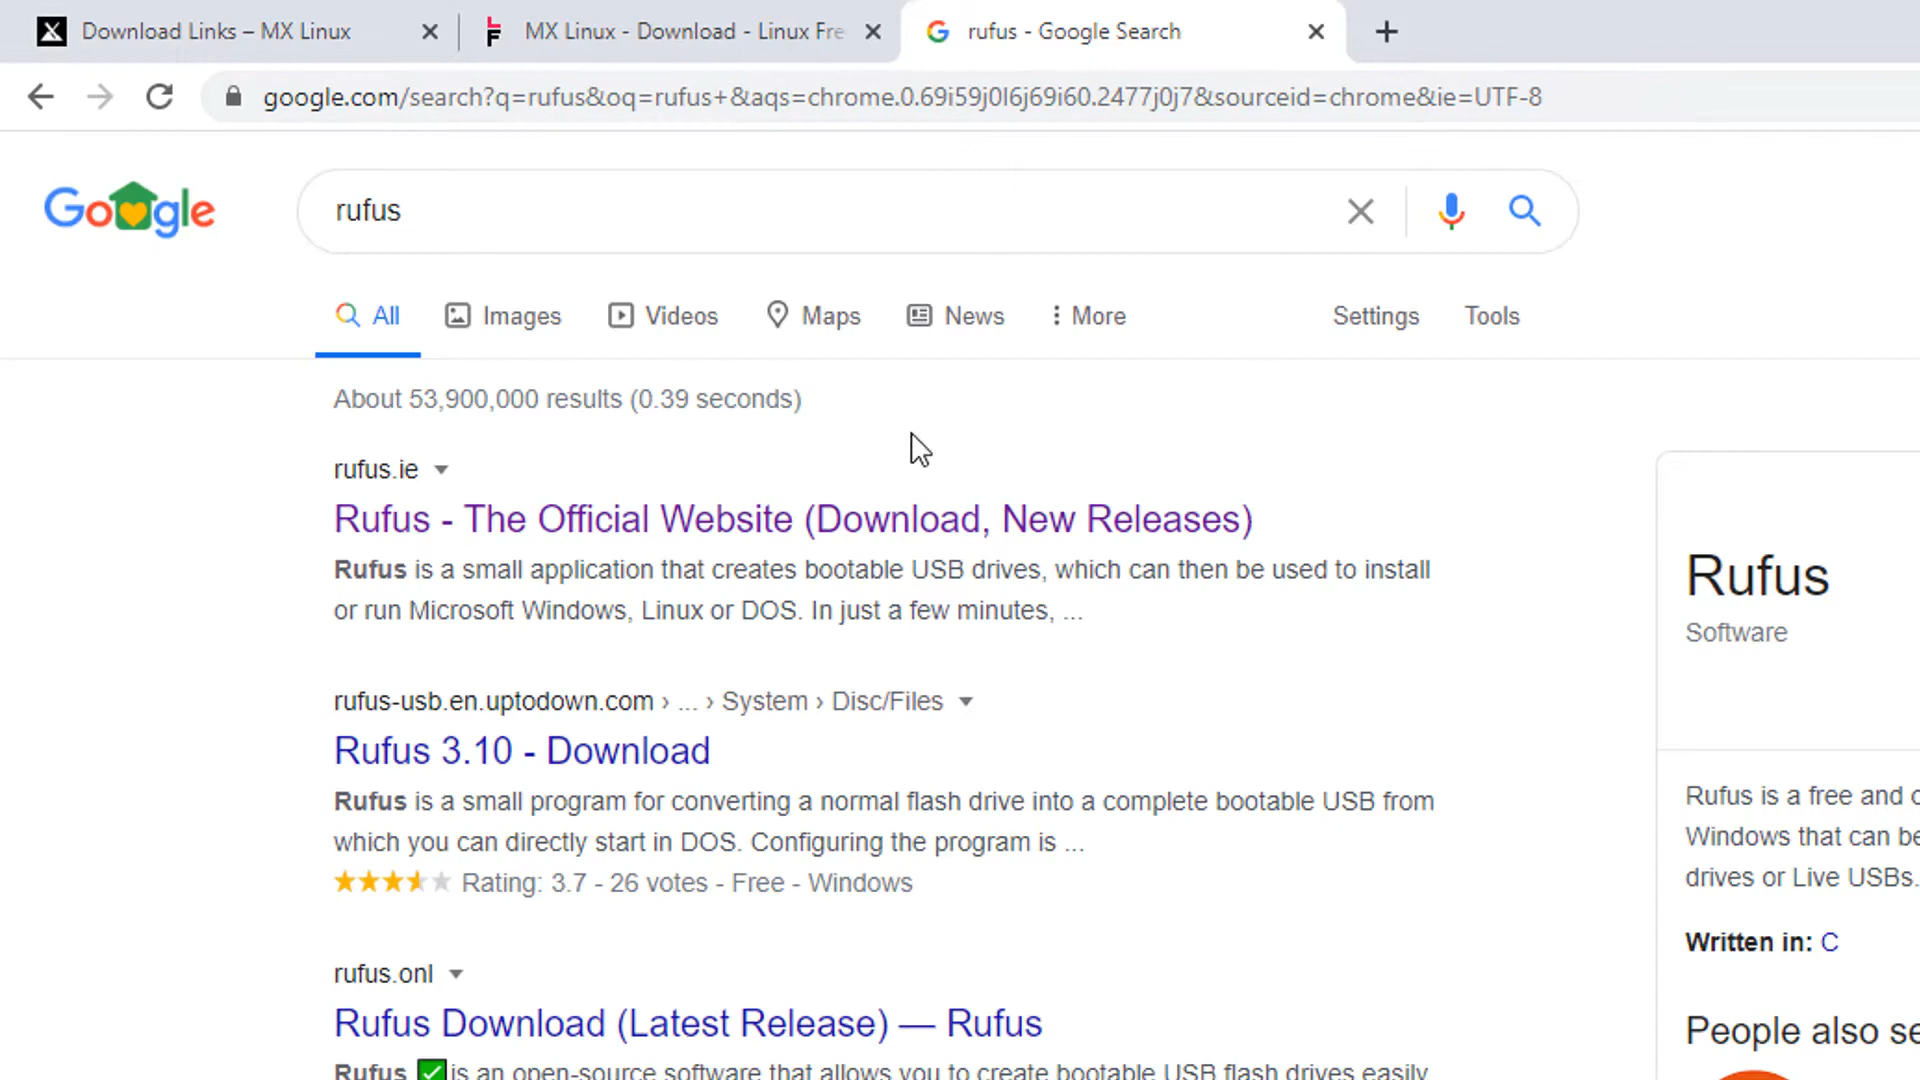 Download Links – MX Linux
MX Linux - Download - Linux Fre
rufus - Google Search
google.com/search?q=rufus&oq=rufus+&aqs=chrome.0.69i59j0l6j69i60.2477j0j7&sourceid=chrome&ie=UTF-8
Google
rufus
All Images Videos Maps News More Settings Tools
About 53,900,000 results (0.39 seconds)
rufus.ie
Rufus - The Official Website (Download, New Releases)
Rufus is a small application that creates bootable USB drives, which can then be used to install
or run Microsoft Windows, Linux or DOS. In just a few minutes, ...
rufus-usb.en.uptodown.com › ... › System › Disc/Files
Rufus 3.10 - Download
Rufus is a small program for converting a normal flash drive into a complete bootable USB from
which you can directly start in DOS. Configuring the program is ...
Rating: 3.7 - 26 votes - Free - Windows
rufus.onl
Rufus Download (Latest Release) — Rufus
Rufus ✅ is an open-source software that allows you to create bootable USB flash drives easily
Rufus
Software
Rufus is a free and
Windows that can be
drives or Live USBs.
Written in: C
People also se